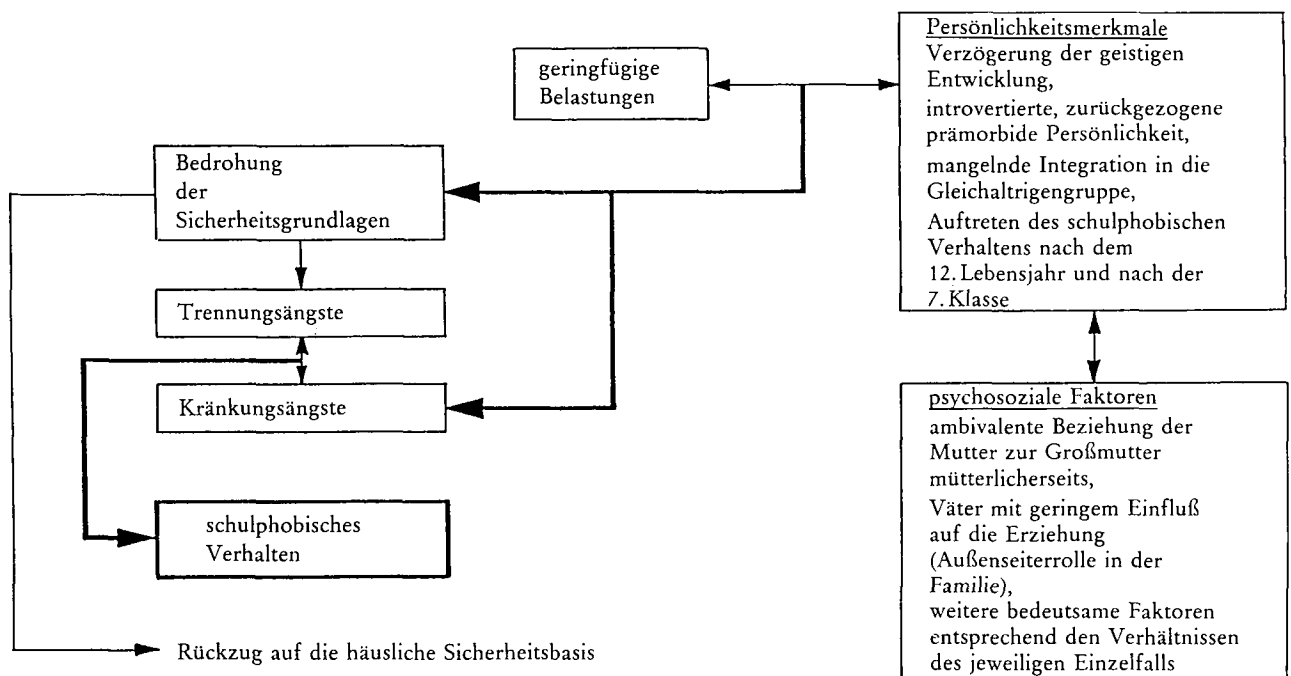 geringfügige
Belastungen
Bedrohung
der
Sicherheitsgrundlagen
Trennungsängste
Kränkungsängste
schulphobisches
Verhalten
Rückzug auf die häusliche Sicherheitsbasis
Persönlichkeitsmerkmale
Verzögerung der geistigen
Entwicklung,
introvertierte, zurückgezogene
prämorbide Persönlichkeit,
mangelnde Integration in die
Gleichaltrigengruppe,
Auftreten des schulphobischen
Verhaltens nach dem
12. Lebensjahr und nach der
7. Klasse
psychosoziale Faktoren
ambivalente Beziehung der
Mutter zur Großmutter
mütterlicherseits,
Väter mit geringem Einfluß
auf die Erziehung
(Außenseiterrolle in der
Familie),
weitere bedeutsame Faktoren
entsprechend den Verhältnissen
des jeweiligen Einzelfalls